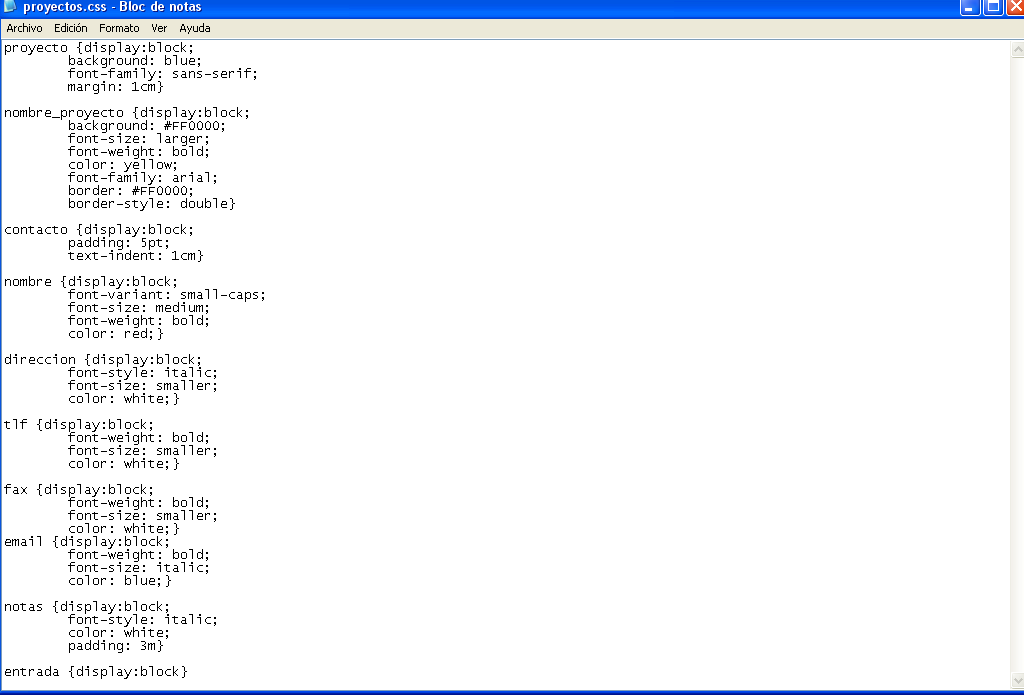 proyectos.css - Bloc de notas
Archivo Edición Formato Ver Ayuda
proyecto {display:block;
background: blue;
font-family: sans-serif;
margin: 1cm}
nombre_proyecto {display:block;
background: #FF0000;
font-size: larger;
font-weight: bold;
color: yellow;
font-family: arial;
border: #FF0000;
border-style: double}
contacto {display:block;
padding: 5pt;
text-indent: 1cm}
nombre {display:block;
font-variant: small-caps;
font-size: medium;
font-weight: bold;
color: red;}
direccion {display:block;
font-style: italic;
font-size: smaller;
color: white;}
tlf {display:block;
font-weight: bold;
font-size: smaller;
color: white;}
fax {display:block;
font-weight: bold;
font-size: smaller;
color: white;}
email {display:block;
font-weight: bold;
font-size: italic;
color: blue;}
notas {display:block;
font-style: italic;
color: white;
padding: 3m}
entrada {display:block}